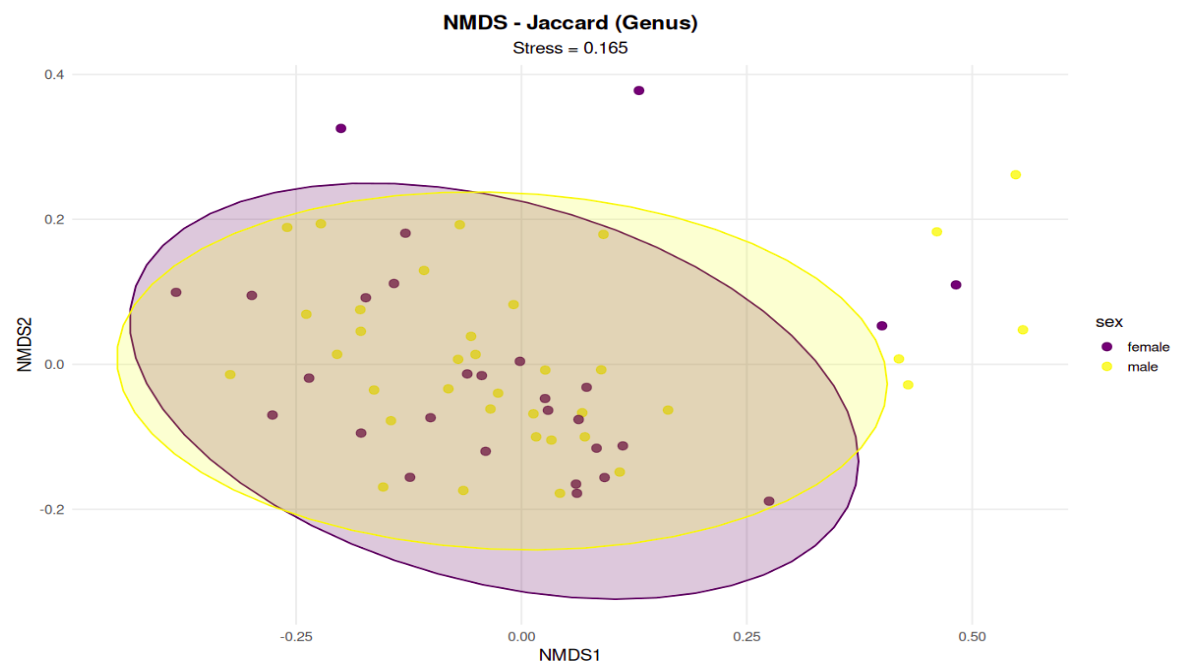 NMDS - Jaccard (Genus)
Stress = 0.165
0.4
0.2
0.0
-0.2
NMDS2
-0.25
0.00
0.25
0.50
NMDS1
sex
female
male